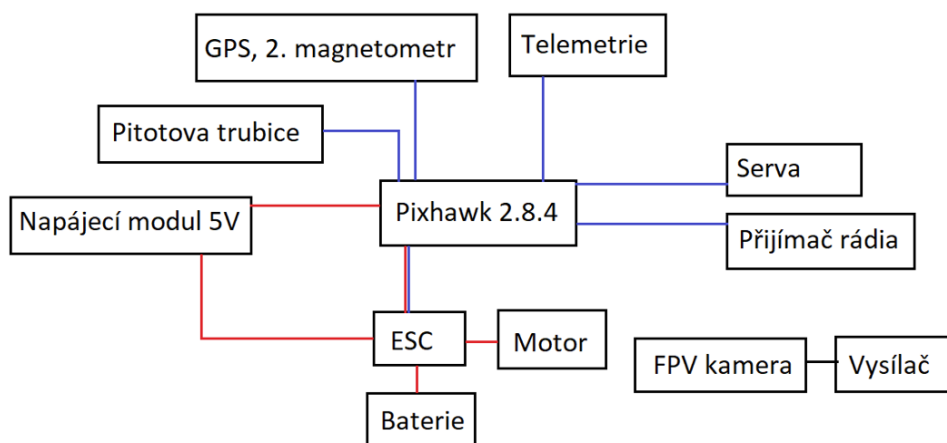 GPS, 2. magnetometr
Telemetrie
Pitotova trubice
Serva
Pixhawk 2.8.4
Napájecí modul 5V
Přijímač rádia
ESC
Motor
FPV kamera
Vysílač
Baterie